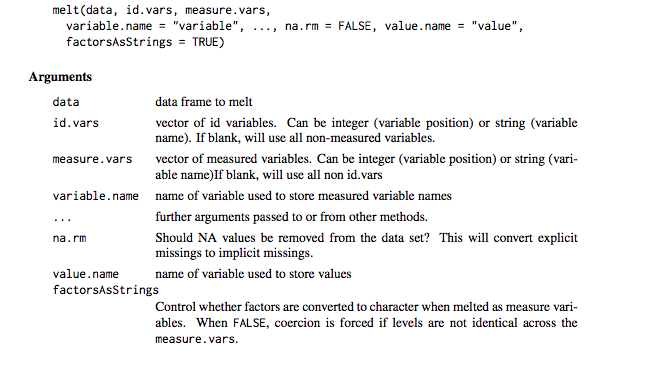 melt(data, id.vars, measure.vars,
variable.name = "variable", ..., na.rm = FALSE, value.name = "value",
factorsAsStrings = TRUE)
Arguments
data data frame to melt
id.vars vector of id variables. Can be integer (variable position) or string (variable
name). If blank, will use all non-measured variables.
measure.vars vector of measured variables. Can be integer (variable position) or string (vari-
able name)If blank, will use all non id.vars
variable.name name of variable used to store measured variable names
... further arguments passed to or from other methods.
na.rm Should NA values be removed from the data set? This will convert explicit
missings to implicit missings.
value.name name of variable used to store values
factorsAsStrings
Control whether factors are converted to character when melted as measure vari-
ables. When FALSE, coercion is forced if levels are not identical across the
measure.vars.